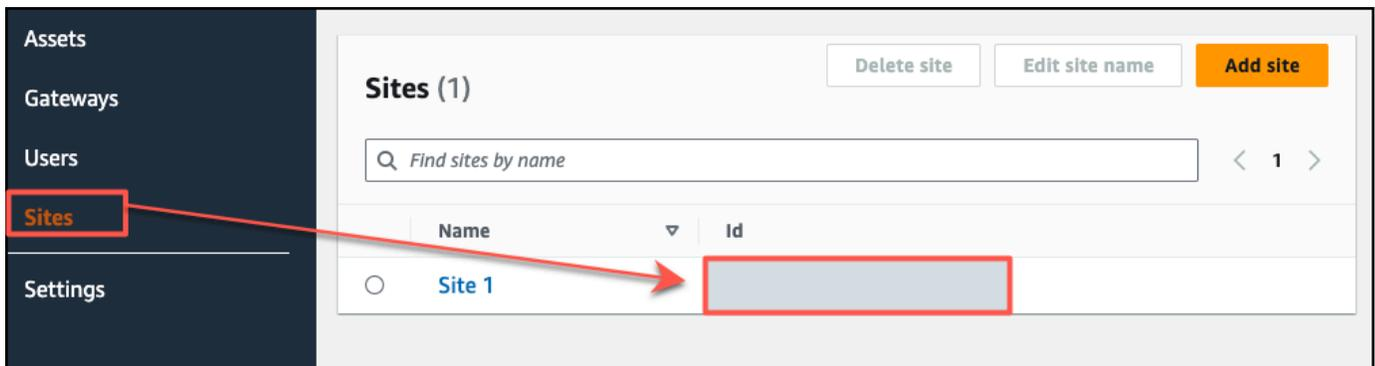 Assets
Gateways
Users
Sites
Settings
Sites (1)
Delete site
Edit site name
Add site
Find sites by name
1
Name
Id
Site 1